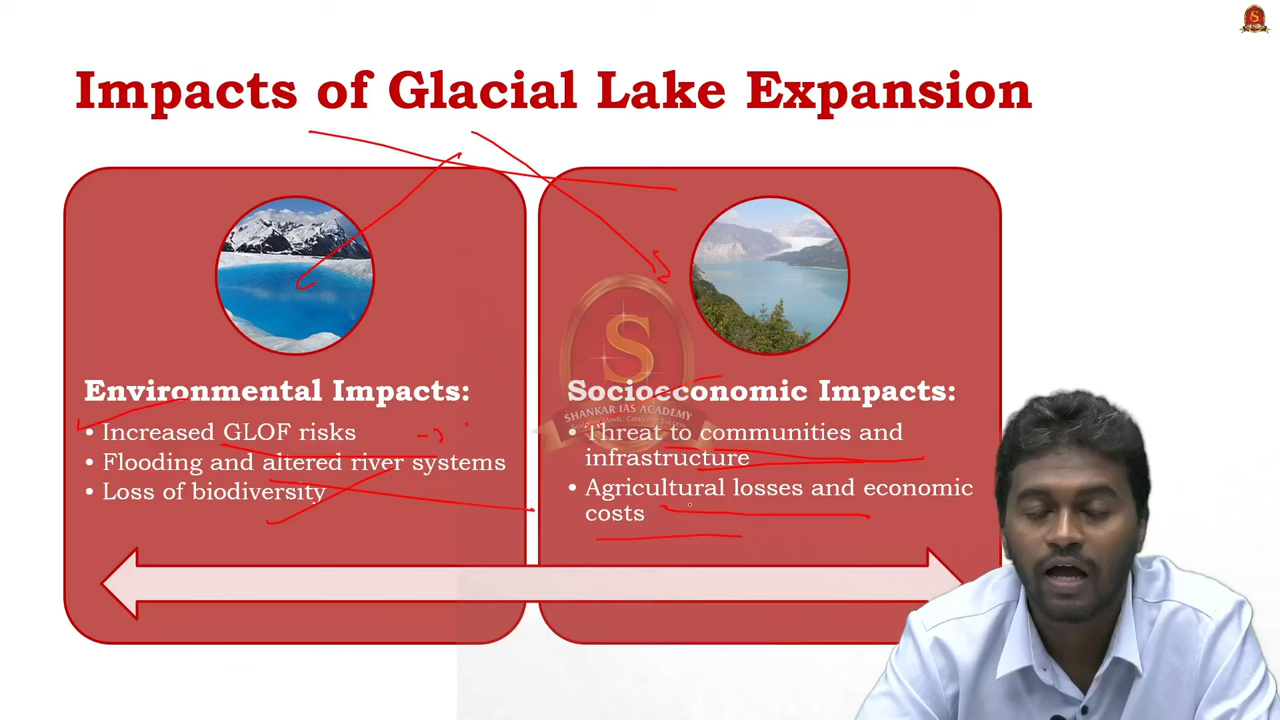 Impacts of Glacial Lake Expansion
Environmental Impacts:
• Increased GLOF risks
• Flooding and altered river systems
• Loss of biodiversity
Socioeconomic Impacts:
• Threat to communities and
infrastructure
• Agricultural losses and economic
costs
S
SHANKAR IAS ACADEMY